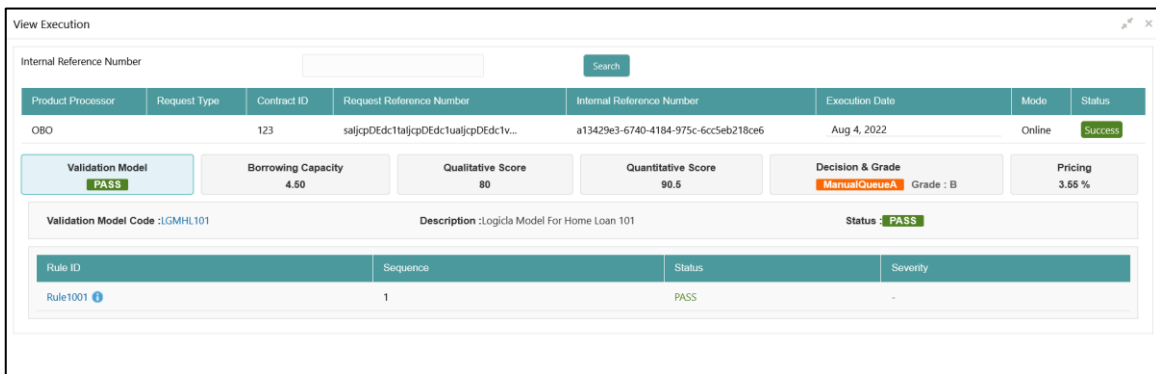 View Execution
Internal Reference Number Search
Product Processor Request Type Contract ID Request Reference Number Internal Reference Number Execution Date Mode Status
OBO 123 saljcpDEdc1taljcpDEdc1ualjcpDEdc1v... a13429e3-6740-4184-975c-6cc5eb218ce6 Aug 4, 2022 Online Success
Validation Model Borrowing Capacity Qualitative Score Quantitative Score Decision & Grade Pricing
PASS 4.50 80 90.5 ManualQueueA Grade : B 3.55 %
Validation Model Code :LGMHL101 Description :Logicla Model For Home Loan 101 Status : PASS
Rule ID Sequence Status Severity
Rule1001 1 PASS -